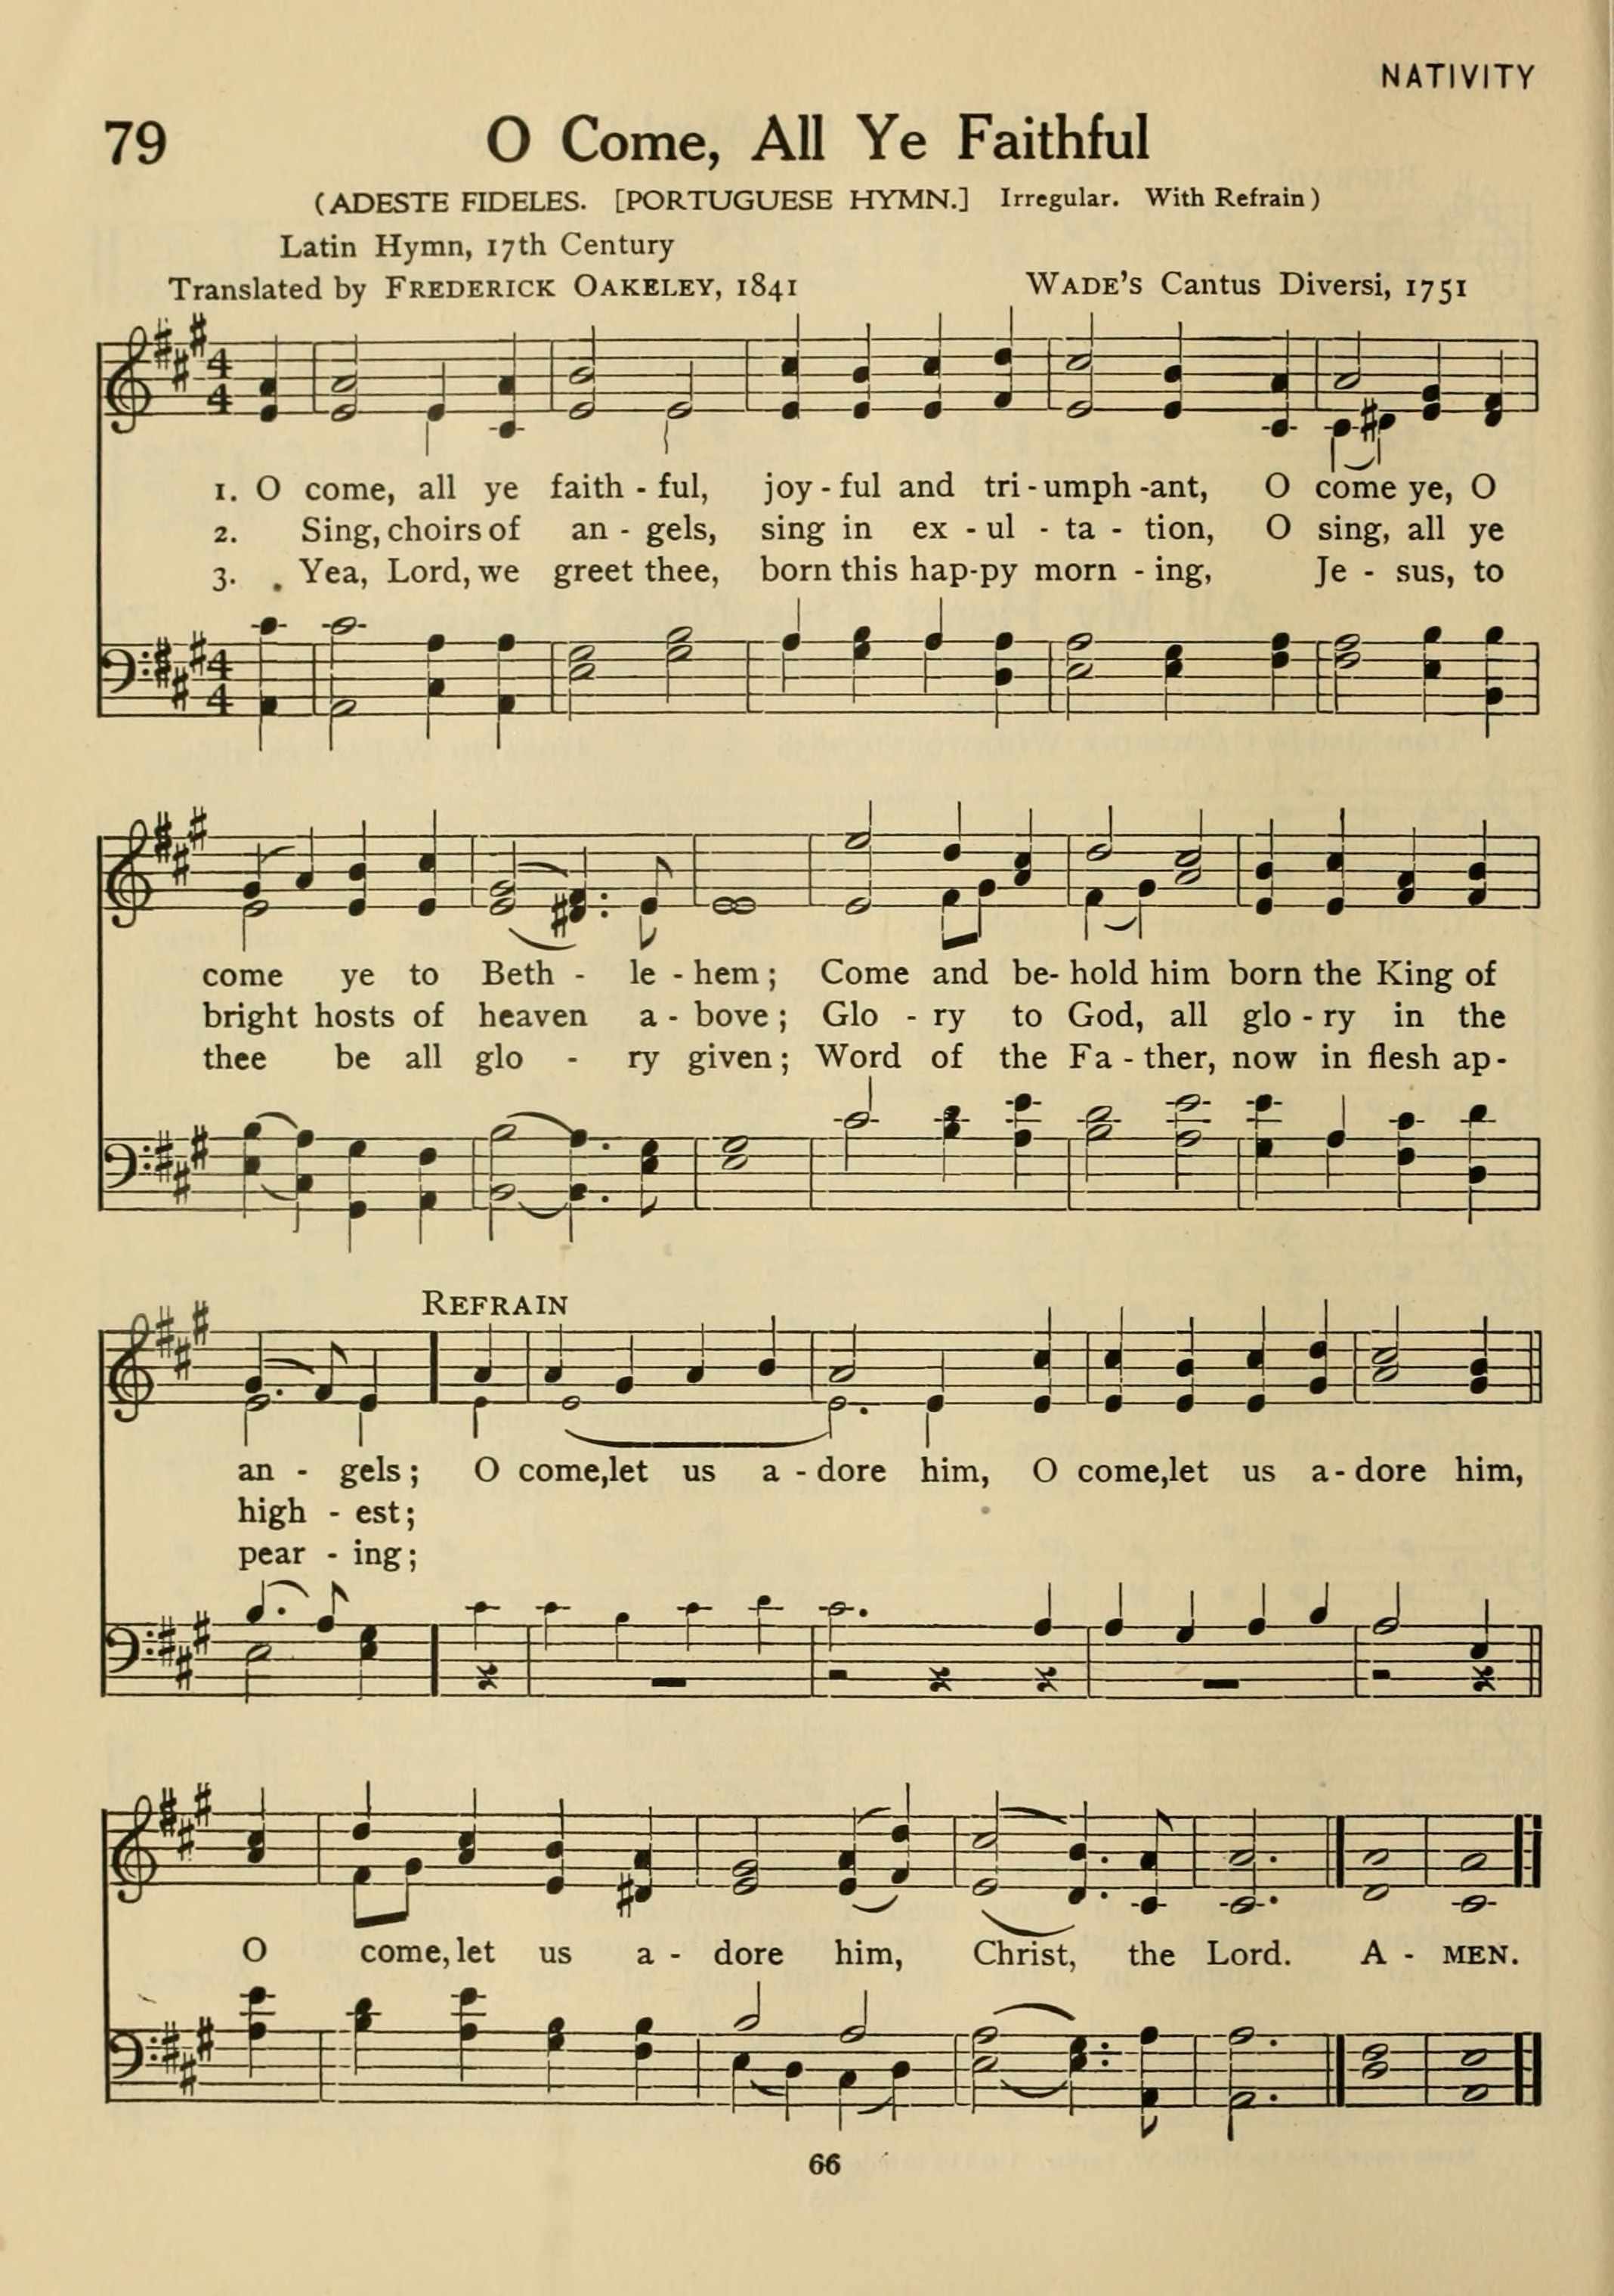 NATIVITY
79 O Come, All Ye Faithful
(ADESTE FIDELES. [PORTUGUESE HYMN.] Irregular. With Refrain)
Latin Hymn, 17th Century
Translated by FREDERICK OAKELEY, 1841 WADE'S Cantus Diversi, 1751
4 4
1. O come, all ye faith - ful, joy - ful and tri - umph - ant, O come ye, O
2. Sing, choirs of an - gels, sing in ex - ul - ta - tion, O sing, all ye
3. Yea, Lord, we greet thee, born this hap - py morn - ing, Je - sus, to
4 4
come ye to Beth - le - hem; Come and be - hold him born the King of
bright hosts of heaven a - bove; Glo - ry to God, all glo - ry in the
thee be all glo - ry given; Word of the Fa - ther, now in flesh ap -
REFRAIN
an - gels; O come, let us a - dore him, O come, let us a - dore him,
high - est;
pear - ing;
O come, let us a - dore him, Christ, the Lord. A - MEN.
66